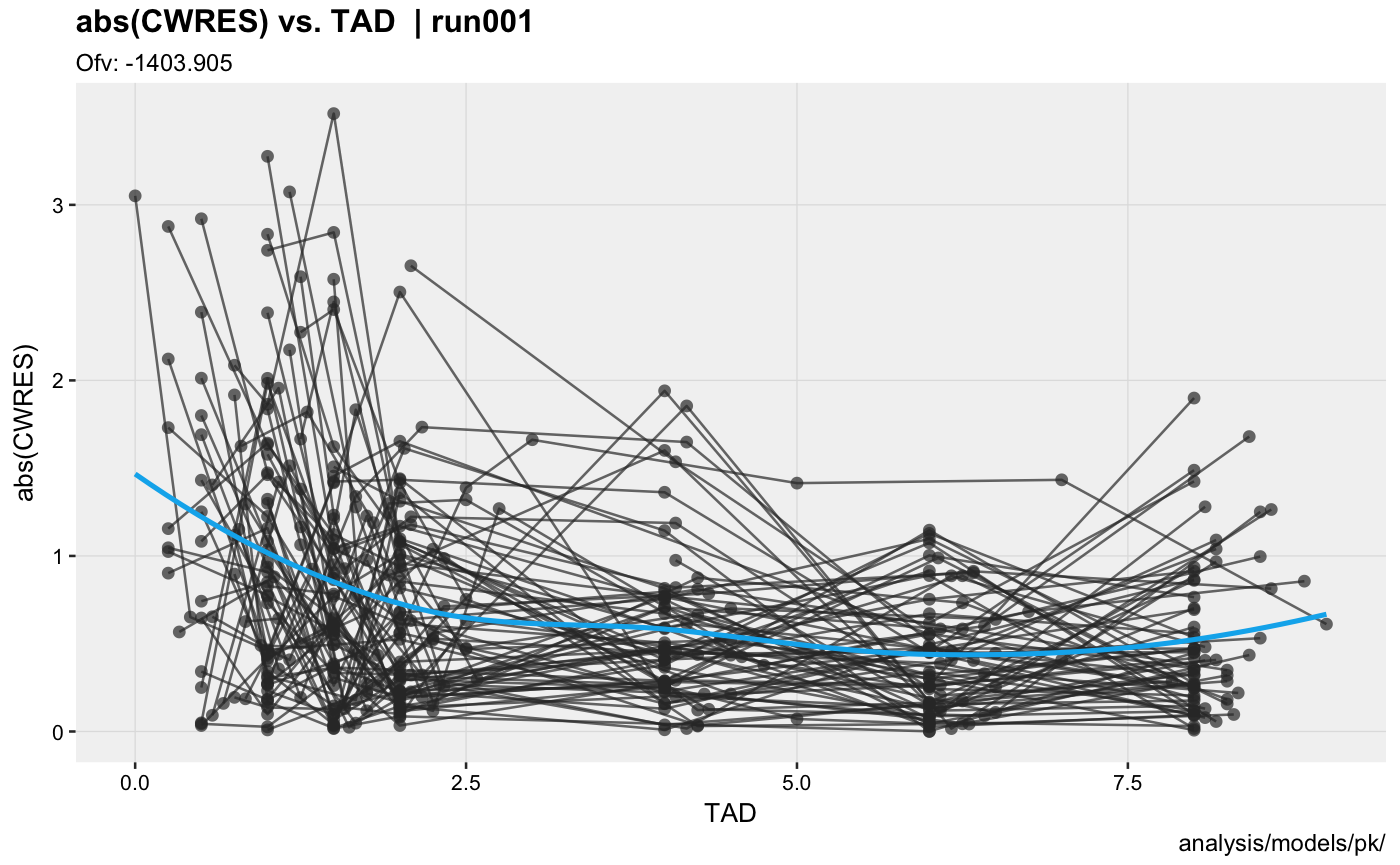 abs(CWRES) vs. TAD | run001
Ofv: -1403.905
abs(CWRES)
3
2
1
0
0.0 2.5 5.0 7.5
TAD
analysis/models/pk/